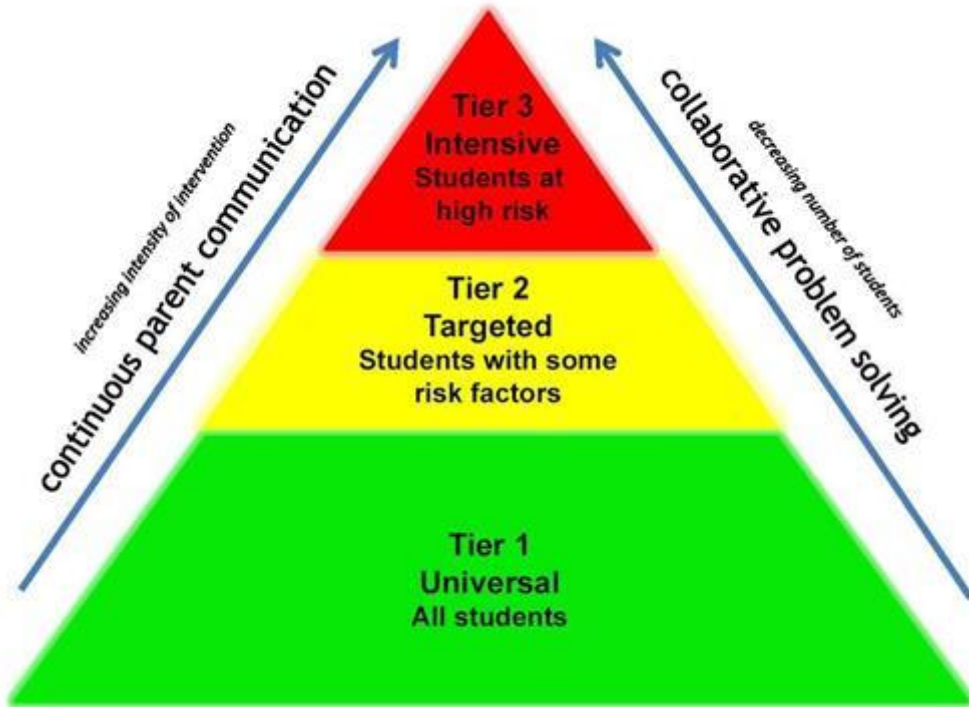 Tier 3
Intensive
Students at
high risk
Tier 2
Targeted
Students with some
risk factors
Tier 1
Universal
All students
increasing intensity of intervention
continuous parent communication
decreasing number of students
collaborative problem solving